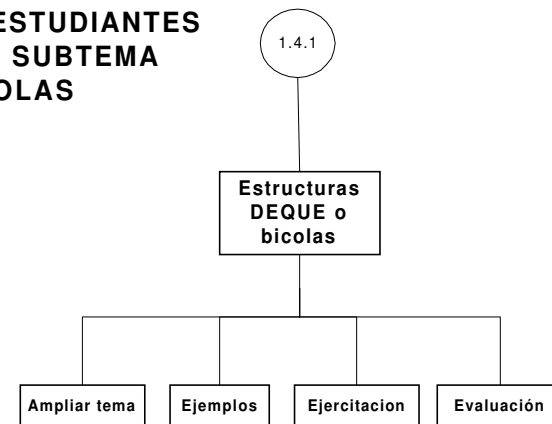 ESTUDIANTES
SUBTEMA
OLAS
1.4.1
Estructuras
DEQUE o
bicolas
Ampliar tema
Ejemplos
Ejercitacion
Evaluación